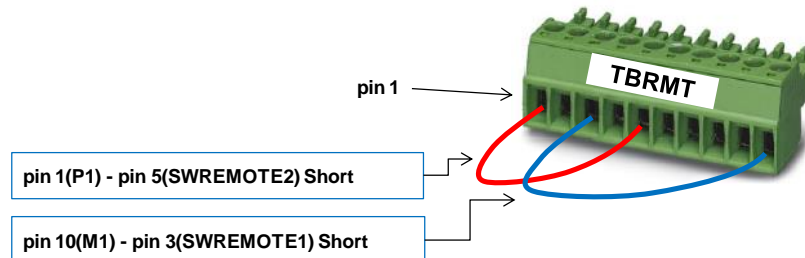 TBRMT
pin 1
pin 1(P1) - pin 5(SWREMOTE2) Short
pin 10(M1) - pin 3(SWREMOTE1) Short